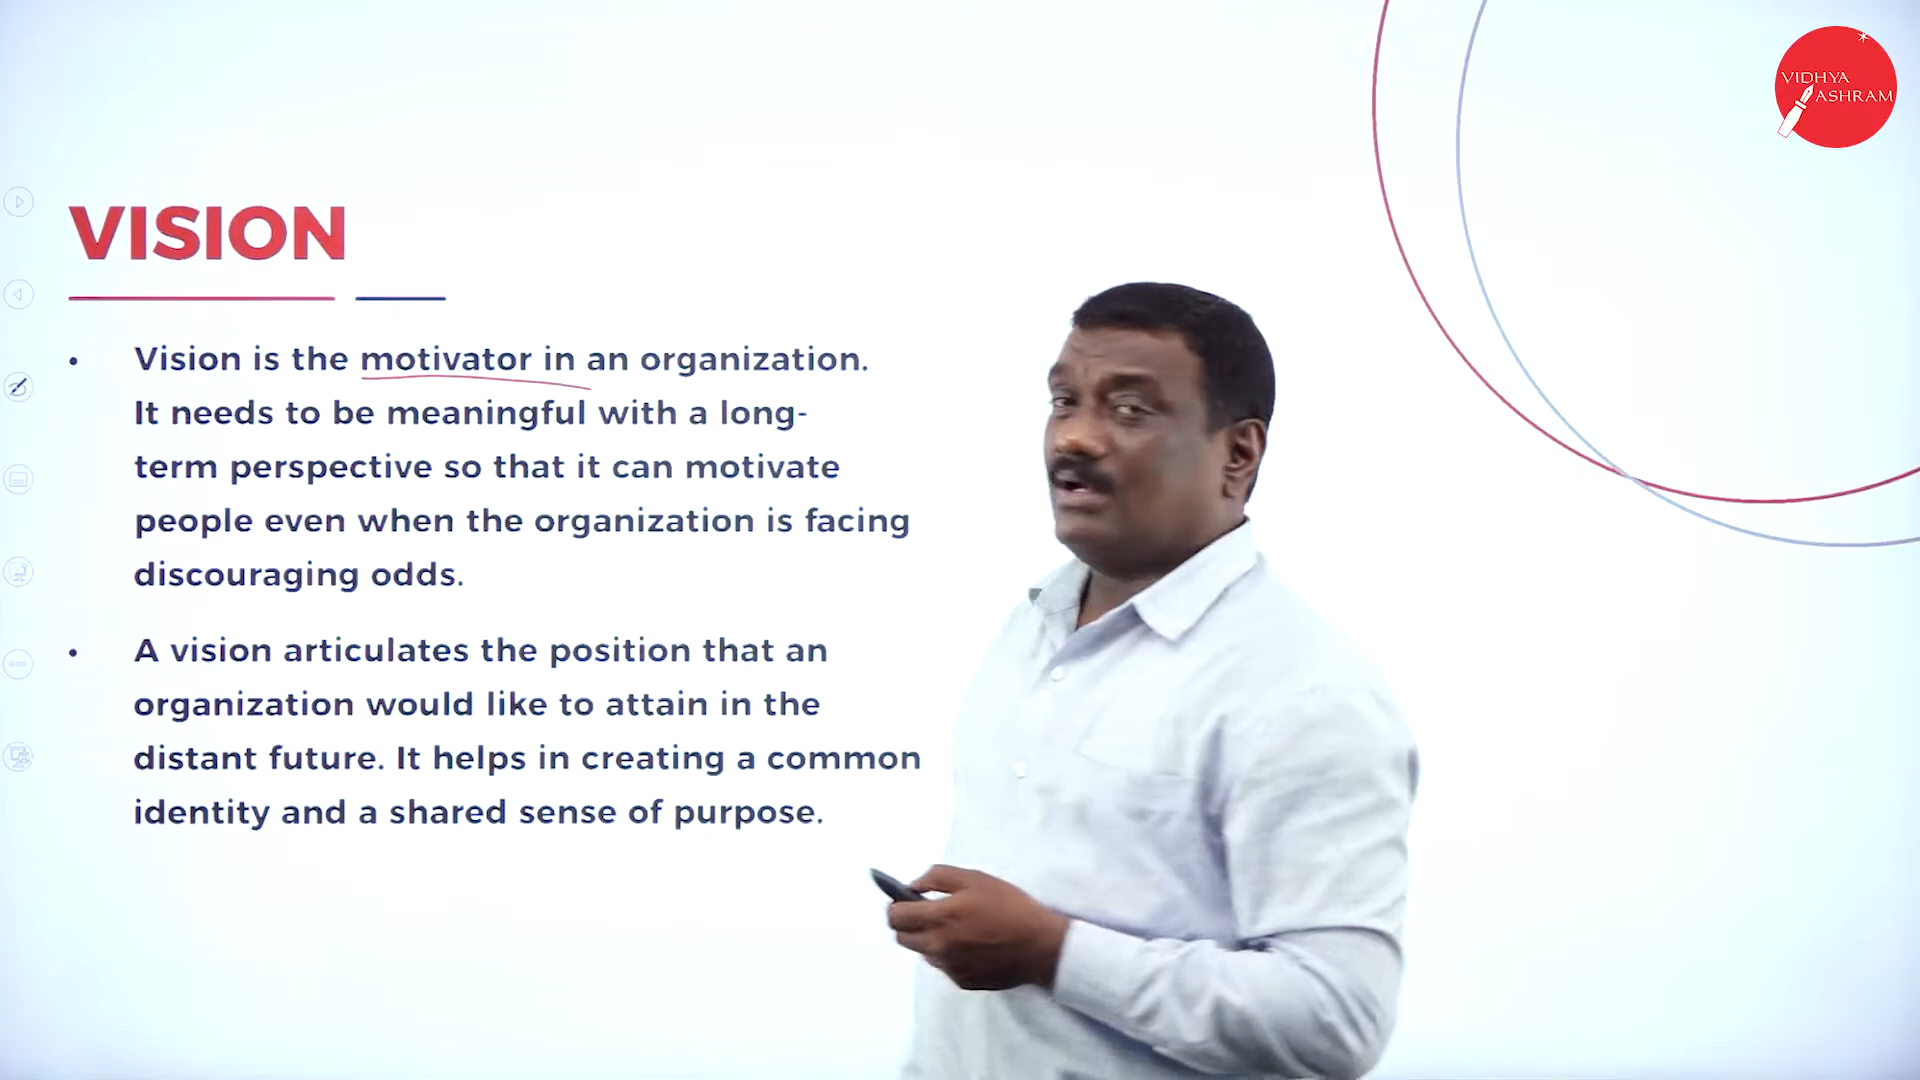 VIDHYA
ASHRAM
VISION
• Vision is the motivator in an organization.
It needs to be meaningful with a long-
term perspective so that it can motivate
people even when the organization is facing
discouraging odds.
• A vision articulates the position that an
organization would like to attain in the
distant future. It helps in creating a common
identity and a shared sense of purpose.